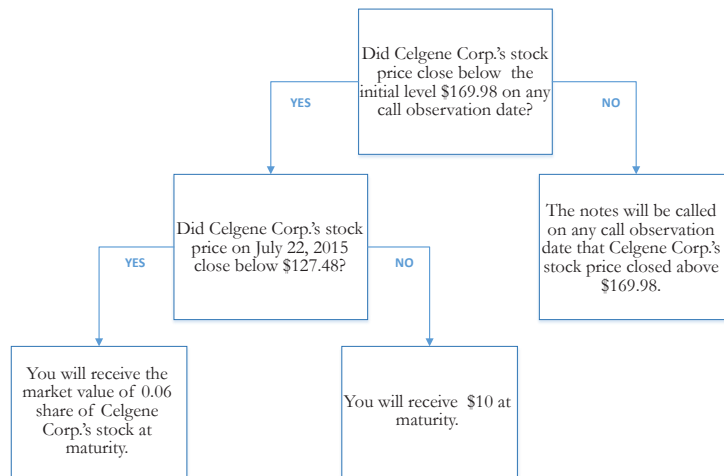 Did Celgene Corp.'s stock
price close below the
initial level $169.98 on any
call observation date?
YES
NO
Did Celgene Corp.'s stock
price on July 22, 2015
close below $127.48?
The notes will be called
on any call observation
date that Celgene Corp.'s
stock price closed above
$169.98.
YES
NO
You will receive the
market value of 0.06
share of Celgene
Corp.'s stock at
maturity.
You will receive $10 at
maturity.